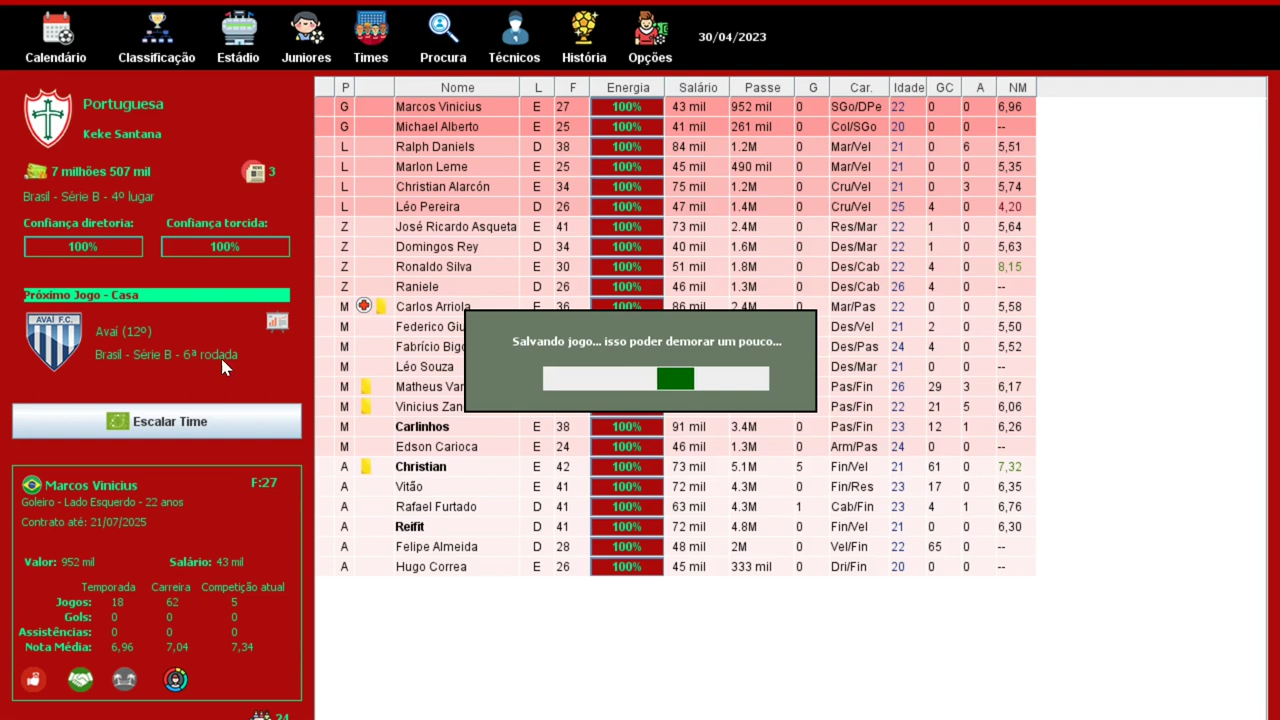 Calendário Classificação Estádio Juniores Times Procura Técnicos História Opções 30/04/2023
Portuguesa
Keke Santana
7 milhões 507 mil 3
Brasil - Série B - 4º lugar
Confiança diretoria: Confiança torcida:
100% 100%
Próximo Jogo - Casa
AVAÍ F.C.
Avaí (12º)
Brasil - Série B - 6ª rodada
Escalar Time
Marcos Vinicius F:27
Goleiro - Lado Esquerdo - 22 anos
Contrato até: 21/07/2025
Valor: 952 mil Salário: 43 mil
Temporada Carreira Competição atual
Jogos: 18 62 5
Gols: 0 0 0
Assistências: 0 0 0
Nota Média: 6,96 7,04 7,34
24
P Nome L F Energia Salário Passe G Car. Idade GC A NM
G Marcos Vinicius E 27 100% 43 mil 952 mil 0 SGo/DPe 22 0 0 6,96
G Michael Alberto E 25 100% 41 mil 261 mil 0 Col/SGo 20 0 0 --
L Ralph Daniels D 38 100% 84 mil 1.2M 0 Mar/Vel 21 0 6 5,51
L Marlon Leme E 25 100% 45 mil 490 mil 0 Mar/Vel 21 0 0 5,35
L Christian Alarcón E 34 100% 75 mil 1.2M 0 Cru/Vel 21 0 3 5,74
L Léo Pereira D 26 100% 47 mil 1.4M 0 Cru/Vel 25 4 0 4,20
Z José Ricardo Asqueta E 41 100% 73 mil 2.4M 0 Res/Mar 22 1 0 5,64
Z Domingos Rey D 34 100% 40 mil 1.6M 0 Des/Mar 22 1 0 5,63
Z Ronaldo Silva E 30 100% 51 mil 1.8M 0 Des/Cab 22 4 0 8,15
Z Raniele D 26 100% 46 mil 1.3M 0 Des/Cab 26 4 0 --
M Carlos Arriola E 36 100% 86 mil 2.4M 0 Mar/Pas 22 0 0 5,58
M Federico Giu Des/Vel 21 2 0 5,50
M Fabrício Bigo Des/Pas 24 4 0 5,52
M Léo Souza Des/Mar 21 0 0 --
M Matheus Var Pas/Fin 26 29 3 6,17
M Vinicius Zan Pas/Fin 22 21 5 6,06
M Carlinhos E 38 100% 91 mil 3.4M 0 Pas/Fin 23 12 1 6,26
M Edson Carioca E 24 100% 46 mil 1.3M 0 Arm/Pas 24 0 0 --
A Christian E 42 100% 73 mil 5.1M 5 Fin/Vel 21 61 0 7,32
A Vitão E 41 100% 72 mil 4.3M 0 Fin/Res 23 17 0 6,35
A Rafael Furtado D 41 100% 63 mil 4.3M 1 Cab/Fin 23 4 1 6,76
A Reifit D 41 100% 72 mil 4.8M 0 Fin/Vel 21 0 0 6,30
A Felipe Almeida D 28 100% 48 mil 2M 0 Vel/Fin 22 65 0 --
A Hugo Correa E 26 100% 45 mil 333 mil 0 Dri/Fin 20 0 0 --
Salvando jogo... isso poder demorar um pouco...